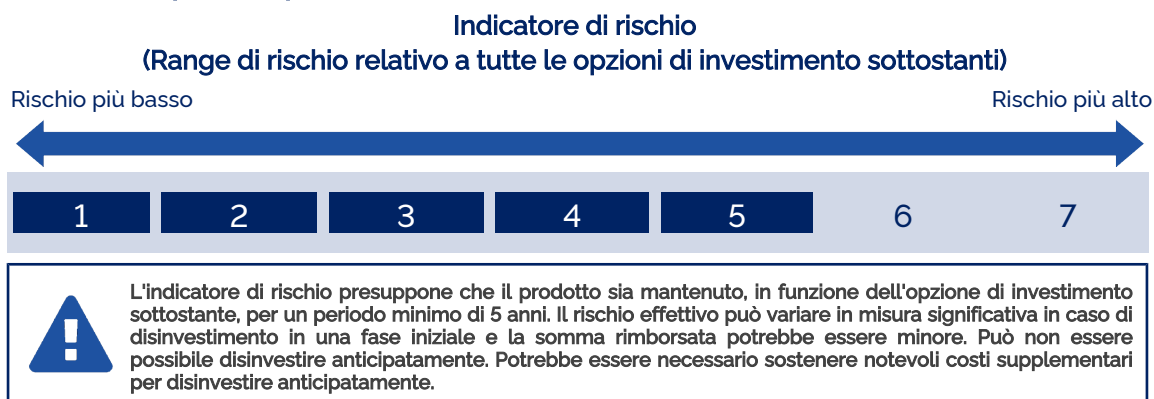 Indicatore di rischio
(Range di rischio relativo a tutte le opzioni di investimento sottostanti)
Rischio più basso
Rischio più alto
1 2 3 4 5 6 7
L'indicatore di rischio presuppone che il prodotto sia mantenuto, in funzione dell'opzione di investimento
sottostante, per un periodo minimo di 5 anni. Il rischio effettivo può variare in misura significativa in caso di
disinvestimento in una fase iniziale e la somma rimborsata potrebbe essere minore. Può non essere
possibile disinvestire anticipatamente. Potrebbe essere necessario sostenere notevoli costi supplementari
per disinvestire anticipatamente.